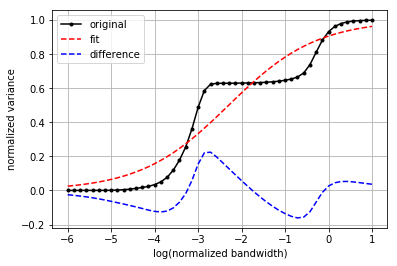 original
fit
difference
normalized variance
1.0
0.8
0.6
0.4
0.2
0.0
−0.2
−6 −5 −4 −3 −2 −1 0 1
log(normalized bandwidth)